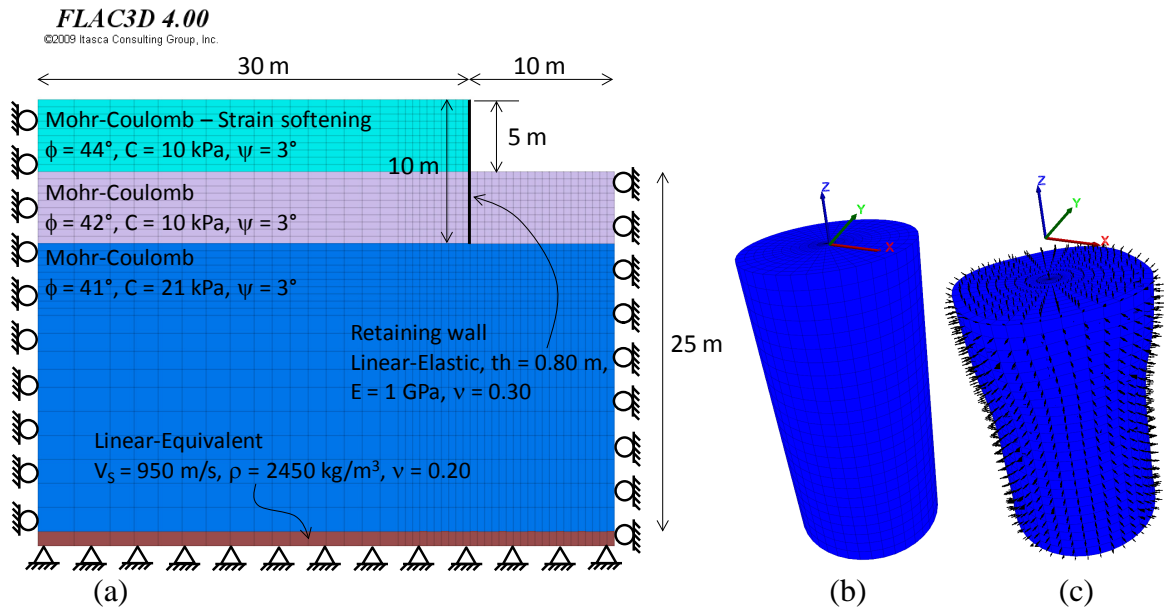 FLAC3D 4.00
©2009 Itasca Consulting Group, Inc.
30 m
10 m
Mohr-Coulomb – Strain softening
ϕ = 44°, C = 10 kPa, ψ = 3°
5 m
10 m
Mohr-Coulomb
ϕ = 42°, C = 10 kPa, ψ = 3°
Mohr-Coulomb
ϕ = 41°, C = 21 kPa, ψ = 3°
Retaining wall
Linear-Elastic, th = 0.80 m,
E = 1 GPa, ν = 0.30
25 m
Linear-Equivalent
V_S = 950 m/s, ρ = 2450 kg/m³, ν = 0.20
Z
Y
X
Z
Y
X
(a)
(b)
(c)